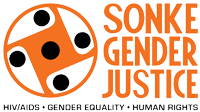 SONKE
GENDER
JUSTICE
HIV/AIDS • GENDER EQUALITY • HUMAN RIGHTS